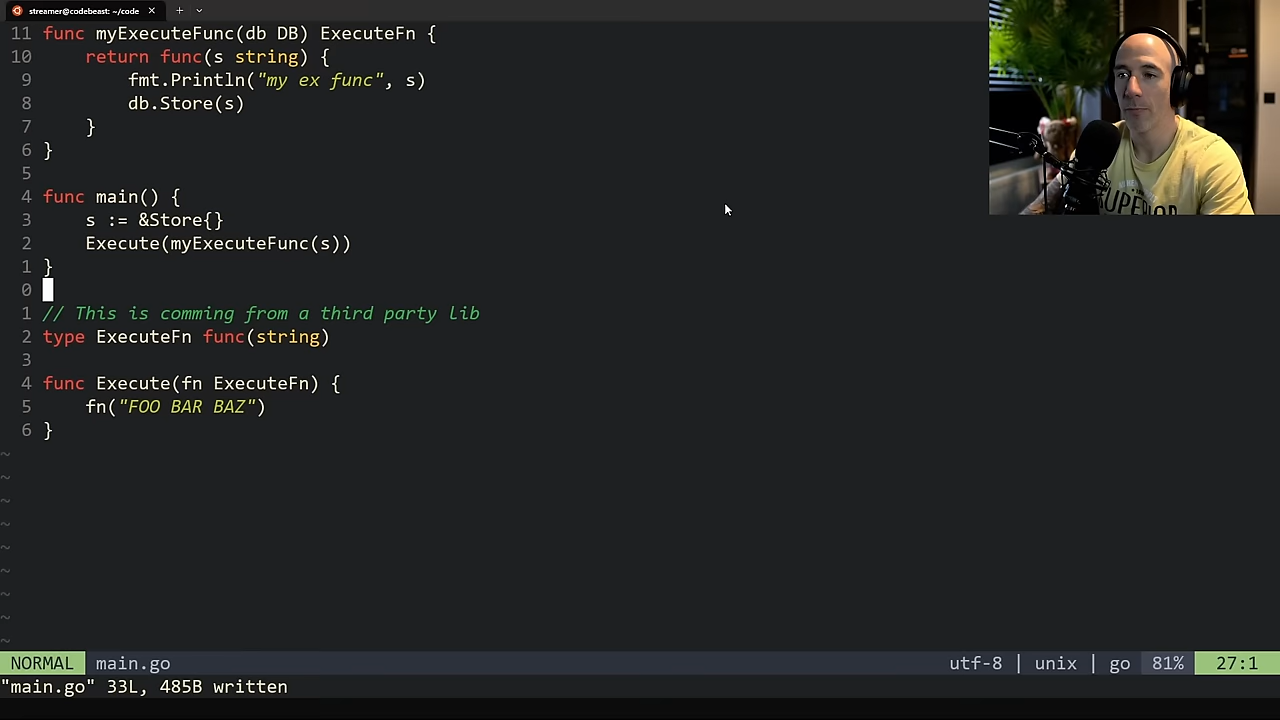 streamer@codebeast: ~/code
11 func myExecuteFunc(db DB) ExecuteFn {
10 return func(s string) {
9 fmt.Println("my ex func", s)
8 db.Store(s)
7 }
6 }
5
4 func main() {
3 s := &Store{}
2 Execute(myExecuteFunc(s))
1 }
0
1 // This is comming from a third party lib
2 type ExecuteFn func(string)
3
4 func Execute(fn ExecuteFn) {
5 fn("FOO BAR BAZ")
6 }
~
~
~
~
~
~
~
~
~
NORMAL main.go utf-8 | unix | go 81% 27:1
"main.go" 33L, 485B written